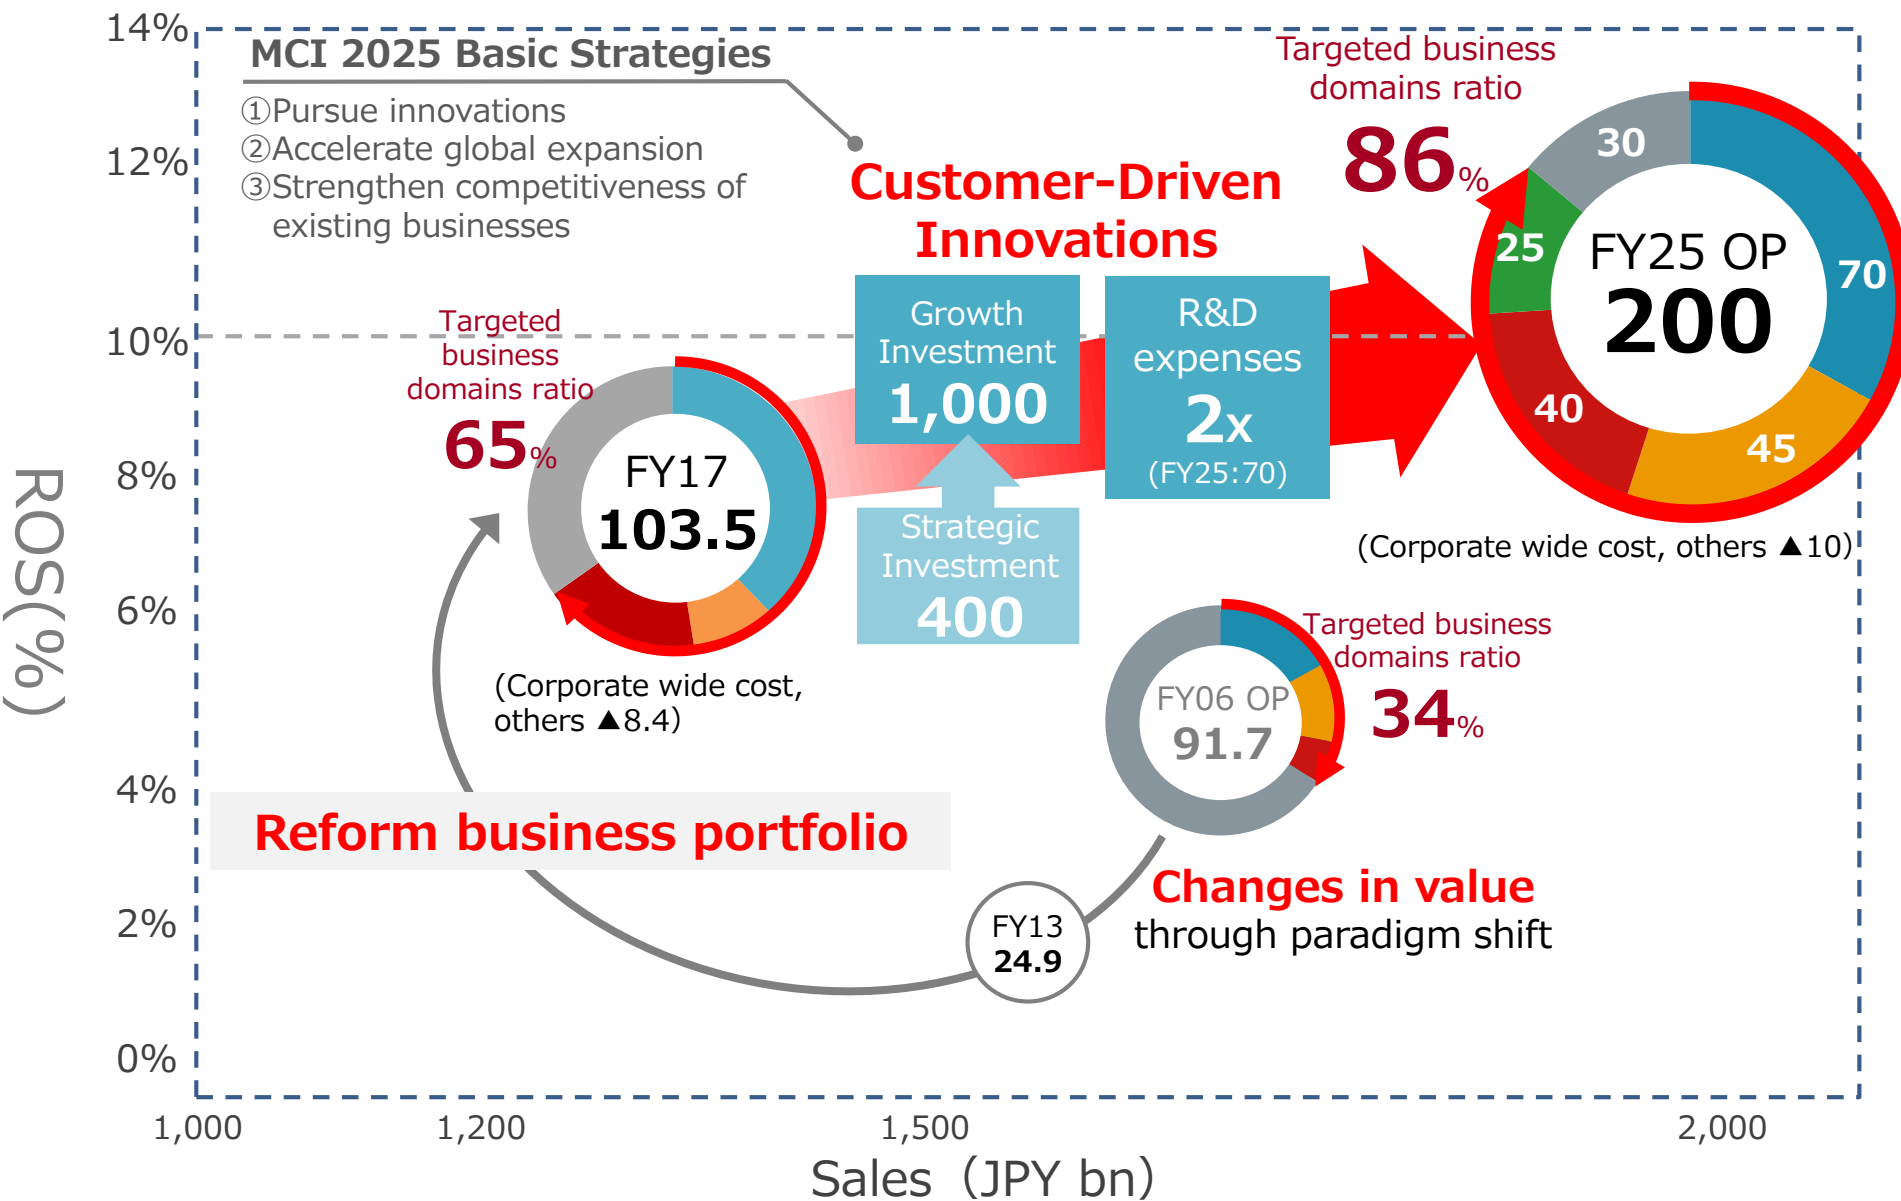 14%
12%
10%
8%
6%
4%
2%
0%
ROS(%)
1,000
1,200
1,500
2,000
Sales（JPY bn）
MCI 2025 Basic Strategies
①Pursue innovations
②Accelerate global expansion
③Strengthen competitiveness of
existing businesses
Customer-Driven
Innovations
Targeted business
domains ratio
86%
30
25
70
40
45
FY25 OP
200
(Corporate wide cost, others ▲10)
Targeted
business
domains ratio
65%
FY17
103.5
(Corporate wide cost,
others ▲8.4)
Growth
Investment
1,000
Strategic
Investment
400
R&D
expenses
2x
(FY25:70)
Targeted business
domains ratio
34%
FY06 OP
91.7
Reform business portfolio
FY13
24.9
Changes in value
through paradigm shift